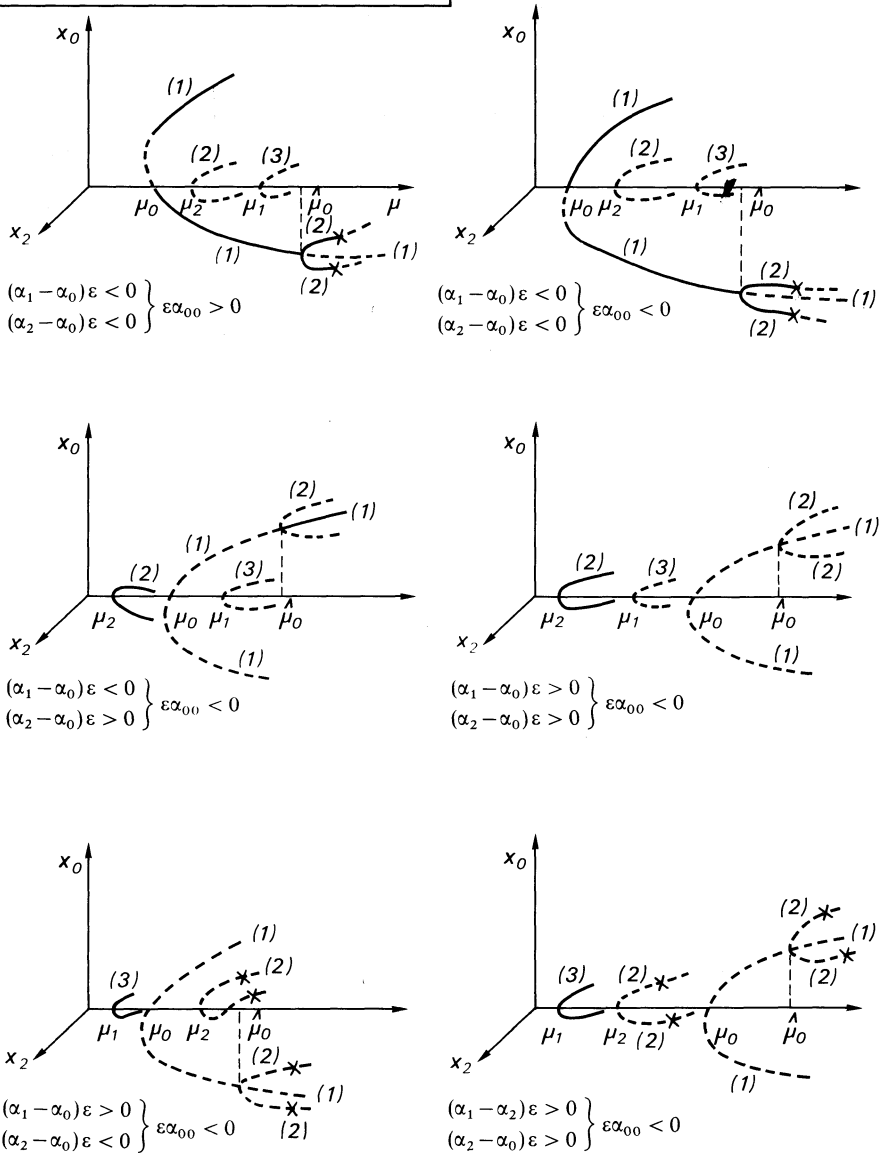 x₀
(1)
(2)
(3)
μ₀
μ₂
μ₁
μ̂₀
μ
x₂
(1)
(2)
(1)
(2)
(α₁ − α₀) ε < 0
(α₂ − α₀) ε < 0 } εα₀₀ > 0
x₀
(1)
(2)
(3)
μ₀
μ₂
μ₁
μ̂₀
x₂
(1)
(2)
(1)
(2)
(α₁ − α₀) ε < 0
(α₂ − α₀) ε < 0 } εα₀₀ < 0
x₀
(2)
(1)
(1)
(2)
(3)
μ₂
μ₀
μ₁
μ̂₀
x₂
(1)
(α₁ − α₀) ε < 0
(α₂ − α₀) ε > 0 } εα₀₀ < 0
x₀
(2)
(1)
(1)
(2)
(2)
(3)
μ₂
μ₁
μ₀
μ̂₀
x₂
(1)
(α₁ − α₀) ε > 0
(α₂ − α₀) ε > 0 } εα₀₀ < 0
x₀
(1)
(2)
(3)
μ₁
μ₀
μ₂
μ̂₀
x₂
(2)
(1)
(2)
(α₁ − α₀) ε > 0
(α₂ − α₀) ε < 0 } εα₀₀ < 0
x₀
(2)
(1)
(2)
(3)
(2)
μ₁
μ₂
(2)
μ₀
μ̂₀
x₂
(1)
(α₁ − α₂) ε > 0
(α₂ − α₀) ε > 0 } εα₀₀ < 0